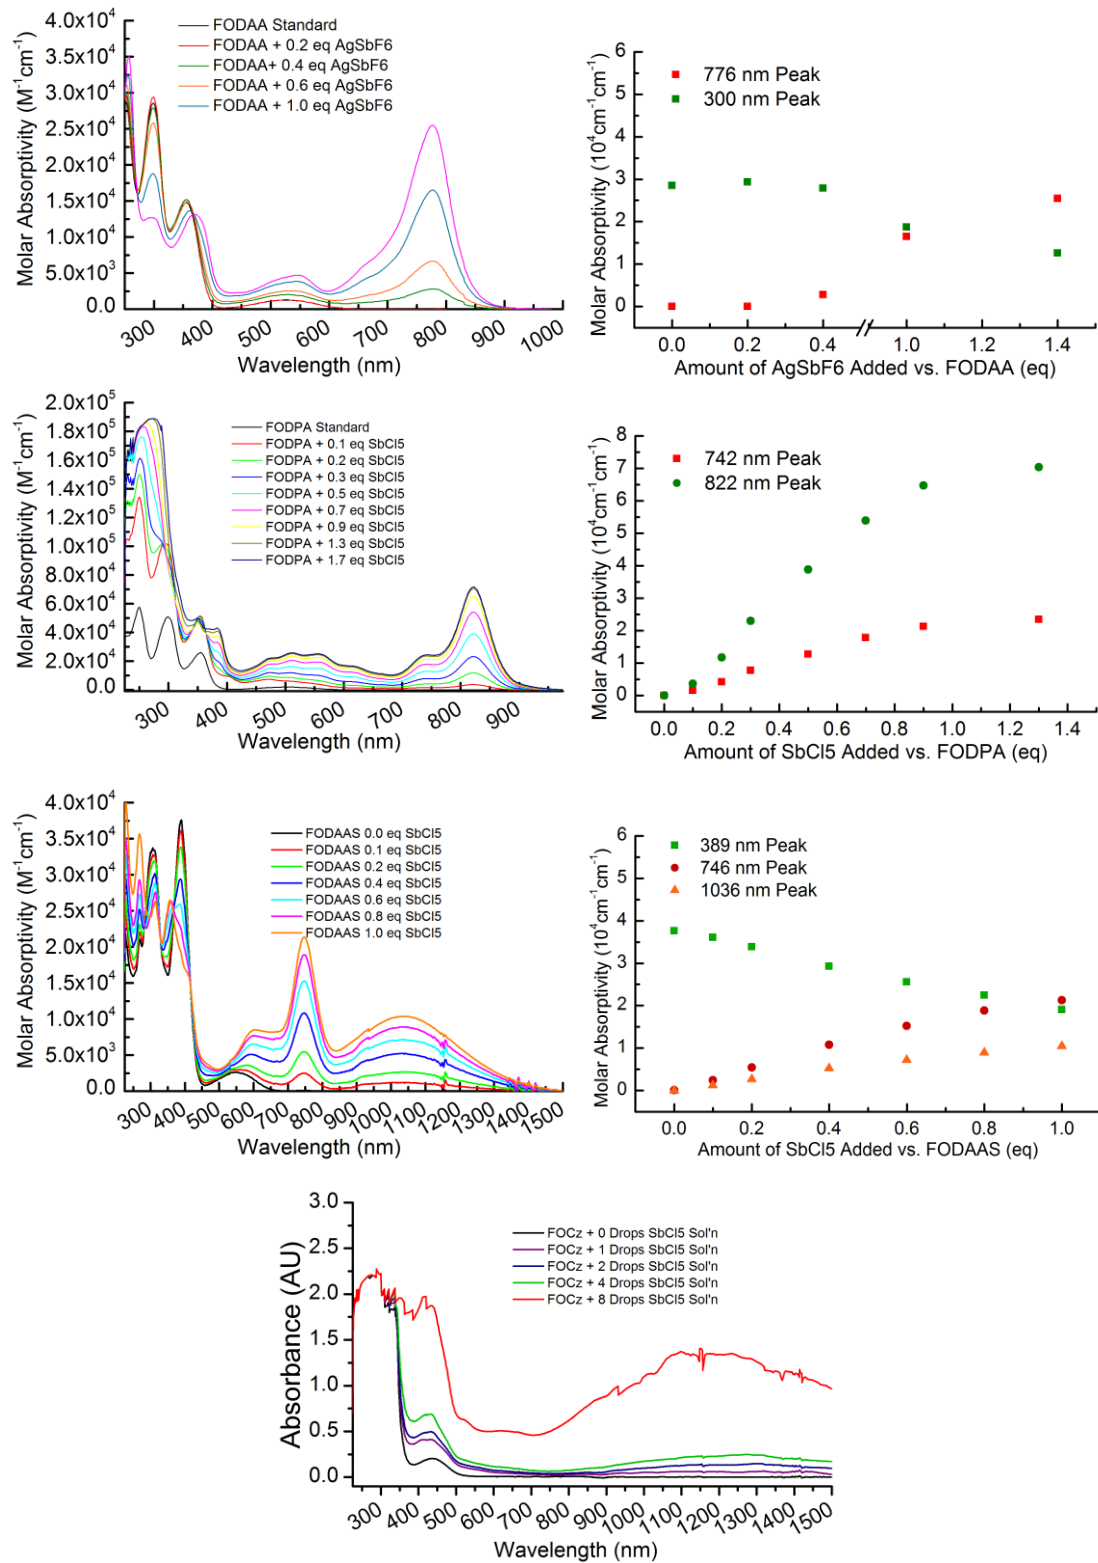 4.0x10⁴
3.5x10⁴
3.0x10⁴
2.5x10⁴
2.0x10⁴
1.5x10⁴
1.0x10⁴
5.0x10³
0.0
Molar Absorptivity (M⁻¹cm⁻¹)
FODAA Standard
FODAA + 0.2 eq AgSbF6
FODAA+ 0.4 eq AgSbF6
FODAA + 0.6 eq AgSbF6
FODAA + 1.0 eq AgSbF6
300 400 500 600 700 800 900 1000
Wavelength (nm)
6
5
4
3
2
1
0
Molar Absorptivity (10⁴cm⁻¹cm⁻¹)
776 nm Peak
300 nm Peak
0.0 0.2 0.4 1.0 1.4
Amount of AgSbF6 Added vs. FODAA (eq)
2.0x10⁵
1.8x10⁵
1.6x10⁵
1.4x10⁵
1.2x10⁵
1.0x10⁵
8.0x10⁴
6.0x10⁴
4.0x10⁴
2.0x10⁴
0.0
Molar Absorptivity (M⁻¹cm⁻¹)
FODPA Standard
FODPA + 0.1 eq SbCl5
FODPA + 0.2 eq SbCl5
FODPA + 0.3 eq SbCl5
FODPA + 0.5 eq SbCl5
FODPA + 0.7 eq SbCl5
FODPA + 0.9 eq SbCl5
FODPA + 1.3 eq SbCl5
FODPA + 1.7 eq SbCl5
300 400 500 600 700 800 900
Wavelength (nm)
8
7
6
5
4
3
2
1
0
Molar Absorptivity (10⁴cm⁻¹cm⁻¹)
742 nm Peak
822 nm Peak
0.0 0.2 0.4 0.6 0.8 1.0 1.2 1.4
Amount of SbCl5 Added vs. FODPA (eq)
4.0x10⁴
3.5x10⁴
3.0x10⁴
2.5x10⁴
2.0x10⁴
1.5x10⁴
1.0x10⁴
5.0x10³
0.0
Molar Absorptivity (M⁻¹cm⁻¹)
FODAAS 0.0 eq SbCl5
FODAAS 0.1 eq SbCl5
FODAAS 0.2 eq SbCl5
FODAAS 0.4 eq SbCl5
FODAAS 0.6 eq SbCl5
FODAAS 0.8 eq SbCl5
FODAAS 1.0 eq SbCl5
300 400 500 600 700 800 900 1000 1100 1200 1300 1400 1500
Wavelength (nm)
6
5
4
3
2
1
0
Molar Absorptivity (10⁴cm⁻¹cm⁻¹)
389 nm Peak
746 nm Peak
1036 nm Peak
0.0 0.2 0.4 0.6 0.8 1.0
Amount of SbCl5 Added vs. FODAAS (eq)
3.0
2.5
2.0
1.5
1.0
0.5
0.0
Absorbance (AU)
FOCz + 0 Drops SbCl5 Sol'n
FOCz + 1 Drops SbCl5 Sol'n
FOCz + 2 Drops SbCl5 Sol'n
FOCz + 4 Drops SbCl5 Sol'n
FOCz + 8 Drops SbCl5 Sol'n
300 400 500 600 700 800 900 1000 1100 1200 1300 1400 1500
Wavelength (nm)